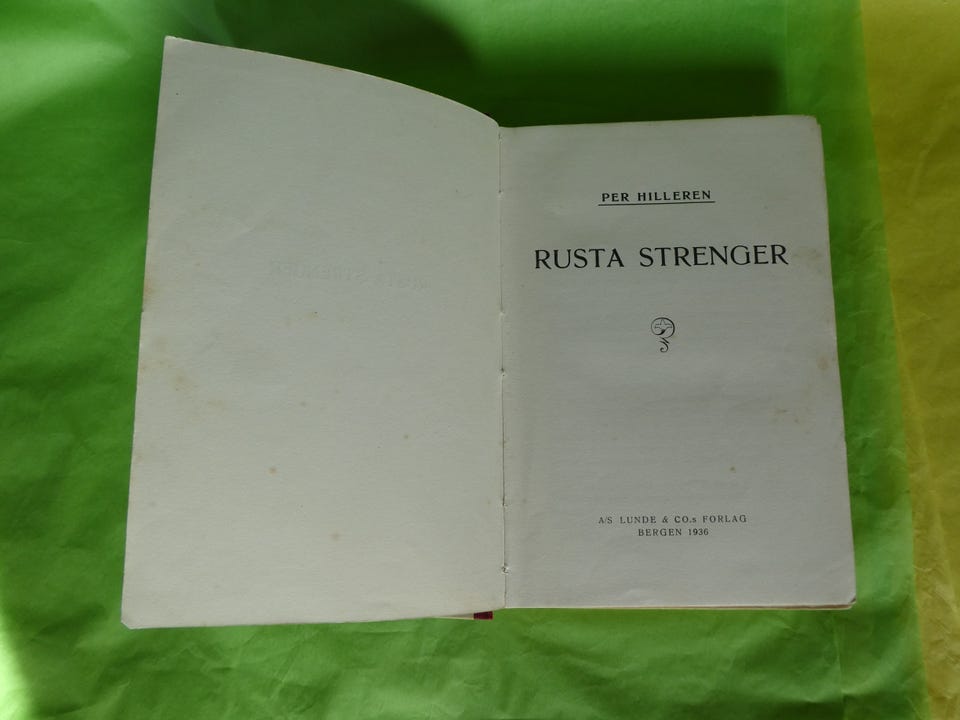 PER HILLEREN
RUSTA STRENGER
A/S LUNDE & CO.s FORLAG
BERGEN 1936